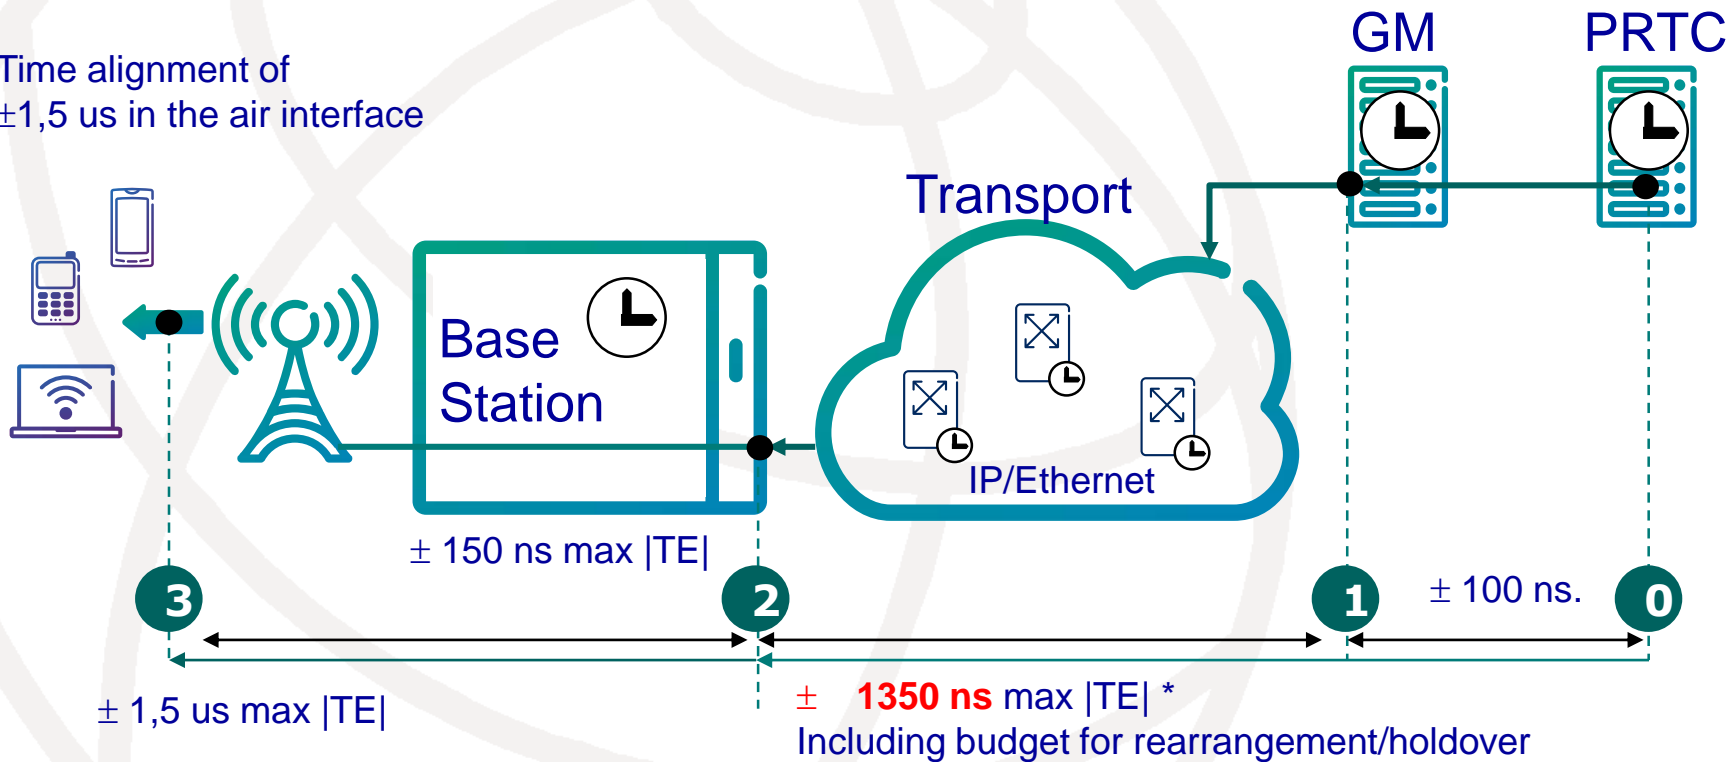 GM
PRTC
Time alignment of
±1,5 us in the air interface
Transport
Base
Station
IP/Ethernet
± 150 ns max |TE|
3
2
1
± 100 ns.
0
± 1,5 us max |TE|
± 1350 ns max |TE| *
Including budget for rearrangement/holdover